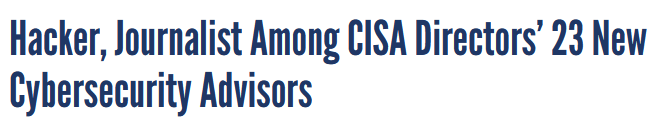 Hacker, Journalist Among CISA Directors’ 23 New
Cybersecurity Advisors